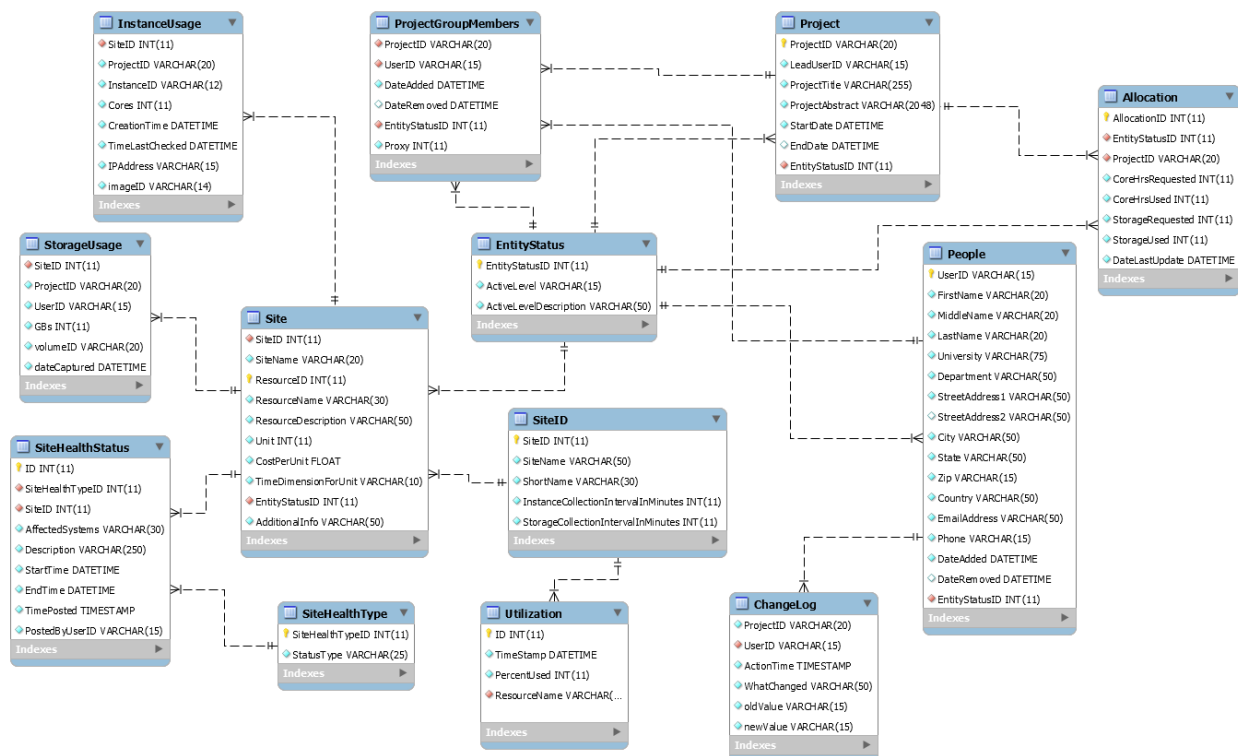 InstanceUsage
SiteID INT(11)
ProjectID VARCHAR(20)
InstanceID VARCHAR(12)
Cores INT(11)
CreationTime DATETIME
TimeLastChecked DATETIME
IPAddress VARCHAR(15)
imageID VARCHAR(14)
Indexes
ProjectGroupMembers
ProjectID VARCHAR(20)
UserID VARCHAR(15)
DateAdded DATETIME
DateRemoved DATETIME
EntityStatusID INT(11)
Proxy INT(11)
Indexes
Project
ProjectID VARCHAR(20)
LeadUserID VARCHAR(15)
ProjectTitle VARCHAR(255)
ProjectAbstract VARCHAR(2048)
StartDate DATETIME
EndDate DATETIME
EntityStatusID INT(11)
Indexes
Allocation
AllocationID INT(11)
EntityStatusID INT(11)
ProjectID VARCHAR(20)
CoreHrsRequested INT(11)
CoreHrsUsed INT(11)
StorageRequested INT(11)
StorageUsed INT(11)
DateLastUpdate DATETIME
Indexes
StorageUsage
SiteID INT(11)
ProjectID VARCHAR(20)
UserID VARCHAR(15)
GBs INT(11)
volumeID VARCHAR(20)
dateCaptured DATETIME
Indexes
EntityStatus
EntityStatusID INT(11)
ActiveLevel VARCHAR(15)
ActiveLevelDescription VARCHAR(50)
Indexes
People
UserID VARCHAR(15)
FirstName VARCHAR(20)
MiddleName VARCHAR(20)
LastName VARCHAR(20)
University VARCHAR(75)
Department VARCHAR(50)
StreetAddress1 VARCHAR(50)
StreetAddress2 VARCHAR(50)
City VARCHAR(50)
State VARCHAR(50)
Zip VARCHAR(15)
Country VARCHAR(50)
EmailAddress VARCHAR(50)
Phone VARCHAR(15)
DateAdded DATETIME
DateRemoved DATETIME
EntityStatusID INT(11)
Indexes
Site
SiteID INT(11)
SiteName VARCHAR(20)
ResourceID INT(11)
ResourceName VARCHAR(30)
ResourceDescription VARCHAR(50)
Unit INT(11)
CostPerUnit FLOAT
TimeDimensionForUnit VARCHAR(10)
EntityStatusID INT(11)
AdditionalInfo VARCHAR(50)
Indexes
SiteID
SiteID INT(11)
SiteName VARCHAR(50)
ShortName VARCHAR(30)
InstanceCollectionIntervalInMinutes INT(11)
StorageCollectionIntervalInMinutes INT(11)
Indexes
SiteHealthStatus
ID INT(11)
SiteHealthTypeID INT(11)
SiteID INT(11)
AffectedSystems VARCHAR(30)
Description VARCHAR(250)
StartTime DATETIME
EndTime DATETIME
TimePosted TIMESTAMP
PostedByUserID VARCHAR(15)
Indexes
SiteHealthType
SiteHealthTypeID INT(11)
StatusType VARCHAR(25)
Indexes
Utilization
ID INT(11)
TimeStamp DATETIME
PercentUsed INT(11)
ResourceName VARCHAR(...
Indexes
ChangeLog
ProjectID VARCHAR(20)
UserID VARCHAR(15)
ActionTime TIMESTAMP
WhatChanged VARCHAR(50)
oldValue VARCHAR(15)
newValue VARCHAR(15)
Indexes